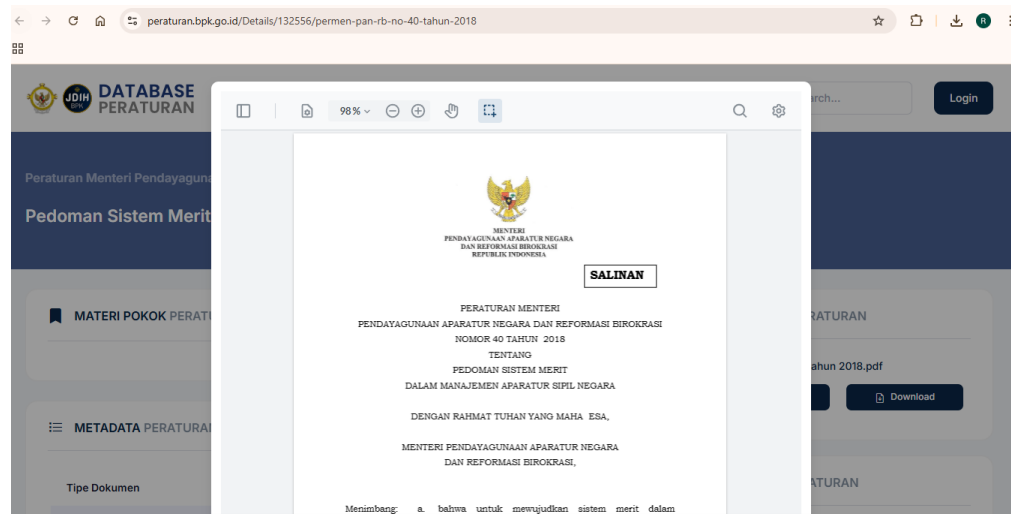 peraturan.bpk.go.id/Details/132556/permen-pan-rb-no-40-tahun-2018
R
JDIH
BPK
DATABASE
PERATURAN
arch...
Login
98%
Peraturan Menteri Pendayaguna
Pedoman Sistem Merit
MENTERI
PENDAYAGUNAAN APARATUR NEGARA
DAN REFORMASI BIROKRASI
REPUBLIK INDONESIA
SALINAN
PERATURAN MENTERI
PENDAYAGUNAAN APARATUR NEGARA DAN REFORMASI BIROKRASI
NOMOR 40 TAHUN 2018
TENTANG
PEDOMAN SISTEM MERIT
DALAM MANAJEMEN APARATUR SIPIL NEGARA
DENGAN RAHMAT TUHAN YANG MAHA ESA,
MENTERI PENDAYAGUNAAN APARATUR NEGARA
DAN REFORMASI BIROKRASI,
Menimbang: a. bahwa untuk mewujudkan sistem merit dalam
MATERI POKOK PERATU
METADATA PERATURAN
Tipe Dokumen
ERATURAN
ahun 2018.pdf
Download
ATURAN